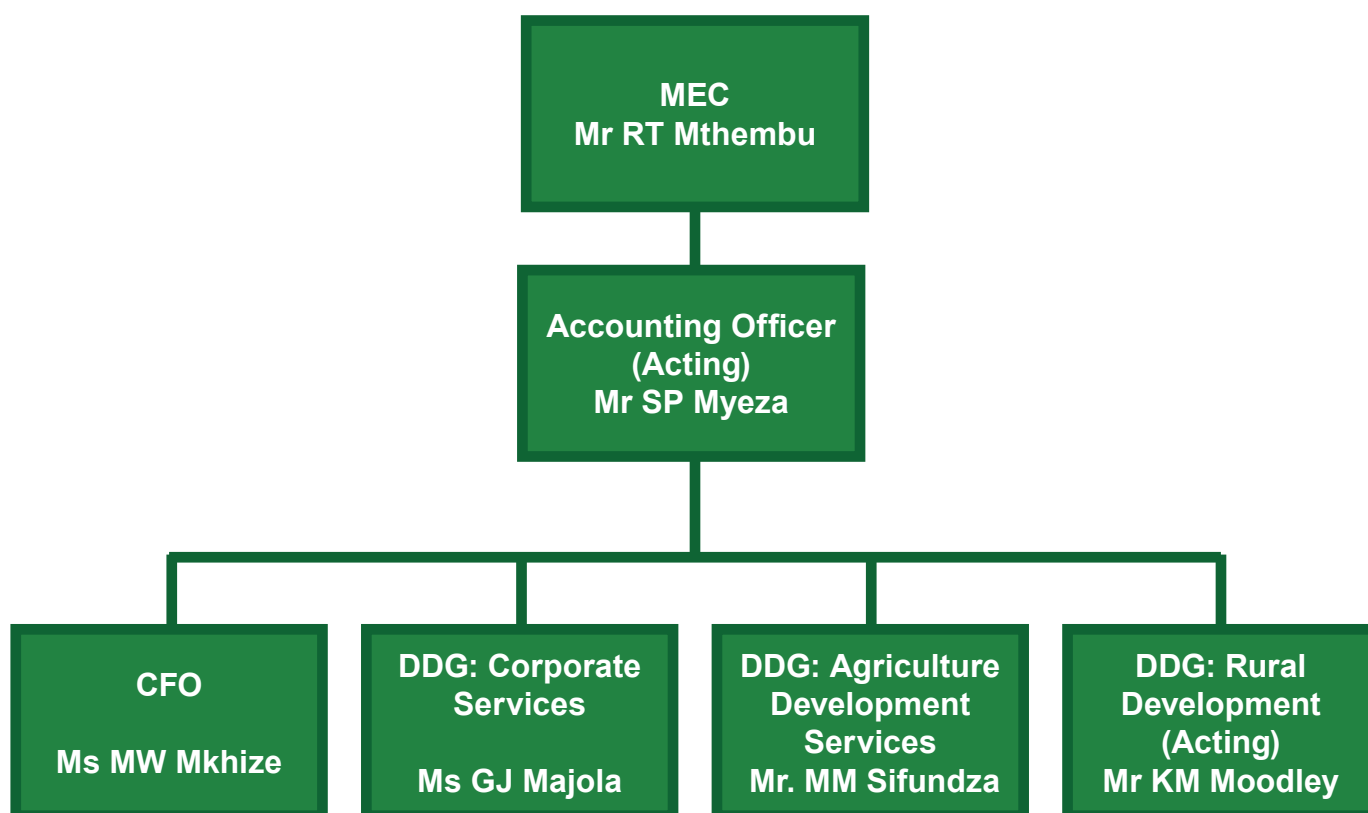 MEC
Mr RT Mthembu
Accounting Officer
(Acting)
Mr SP Myeza
CFO
Ms MW Mkhize
DDG: Corporate
Services
Ms GJ Majola
DDG: Agriculture
Development
Services
Mr. MM Sifundza
DDG: Rural
Development
(Acting)
Mr KM Moodley